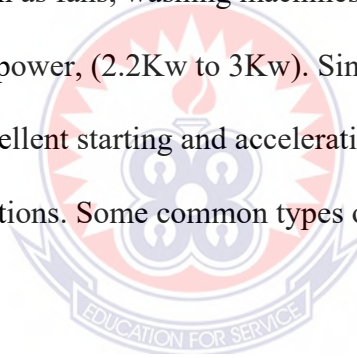 as fans, washing machines
power, (2.2Kw to 3Kw). Sin
ellent starting and accelerati
tions. Some common types o
EDUCATION FOR SERVICE